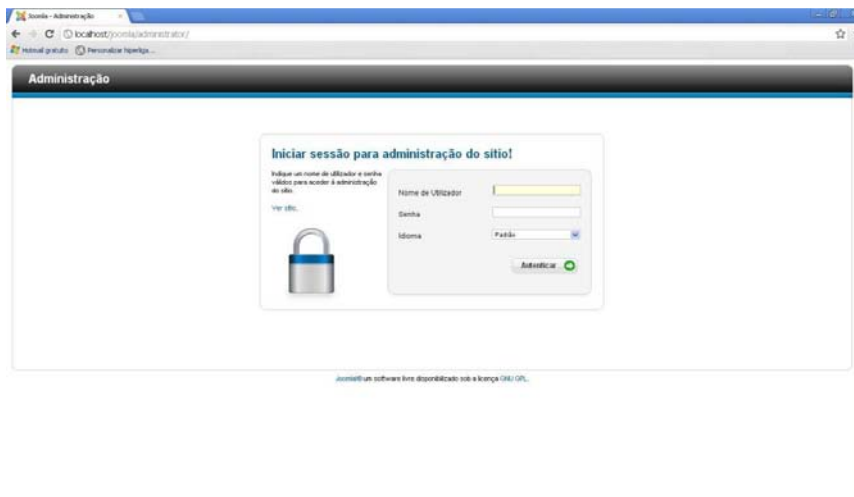 Joomla - Administração
localhost/joomla/administrator/
Hotmail gratuito Personalizar hiperliga...
Administração
Iniciar sessão para administração do sítio!
Indique um nome de utilizador e senha
válidos para aceder à administração
do sítio.
Ver sítio.
Nome de Utilizador
Senha
Idioma
Padrão
Autenticar
Joomla!® um software livre disponibilizado sob a licença GNU GPL.